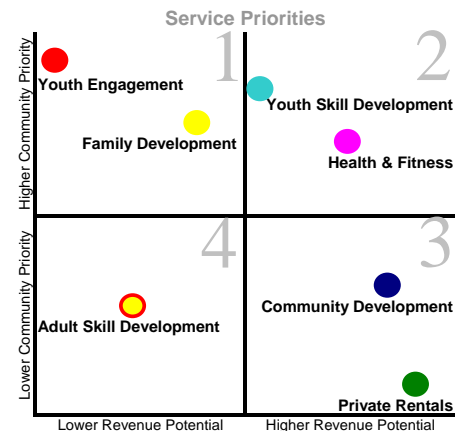 Service Priorities
Higher Community Priority
1
2
Youth Engagement
Youth Skill Development
Family Development
Health & Fitness
Lower Community Priority
4
3
Community Development
Adult Skill Development
Private Rentals
Lower Revenue Potential
Higher Revenue Potential